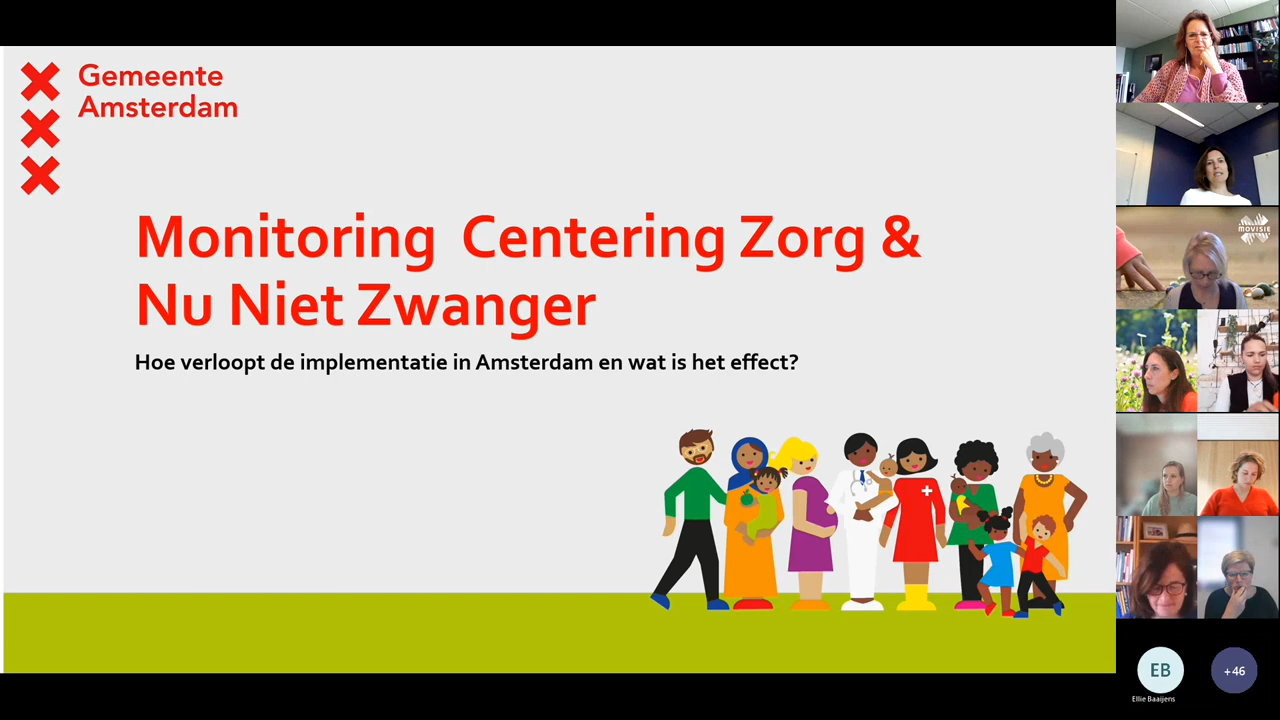 Gemeente
Amsterdam
Monitoring Centering Zorg &
Nu Niet Zwanger
Hoe verloopt de implementatie in Amsterdam en wat is het effect?
MOVISIE
EB
+46
Ellie Baaijens